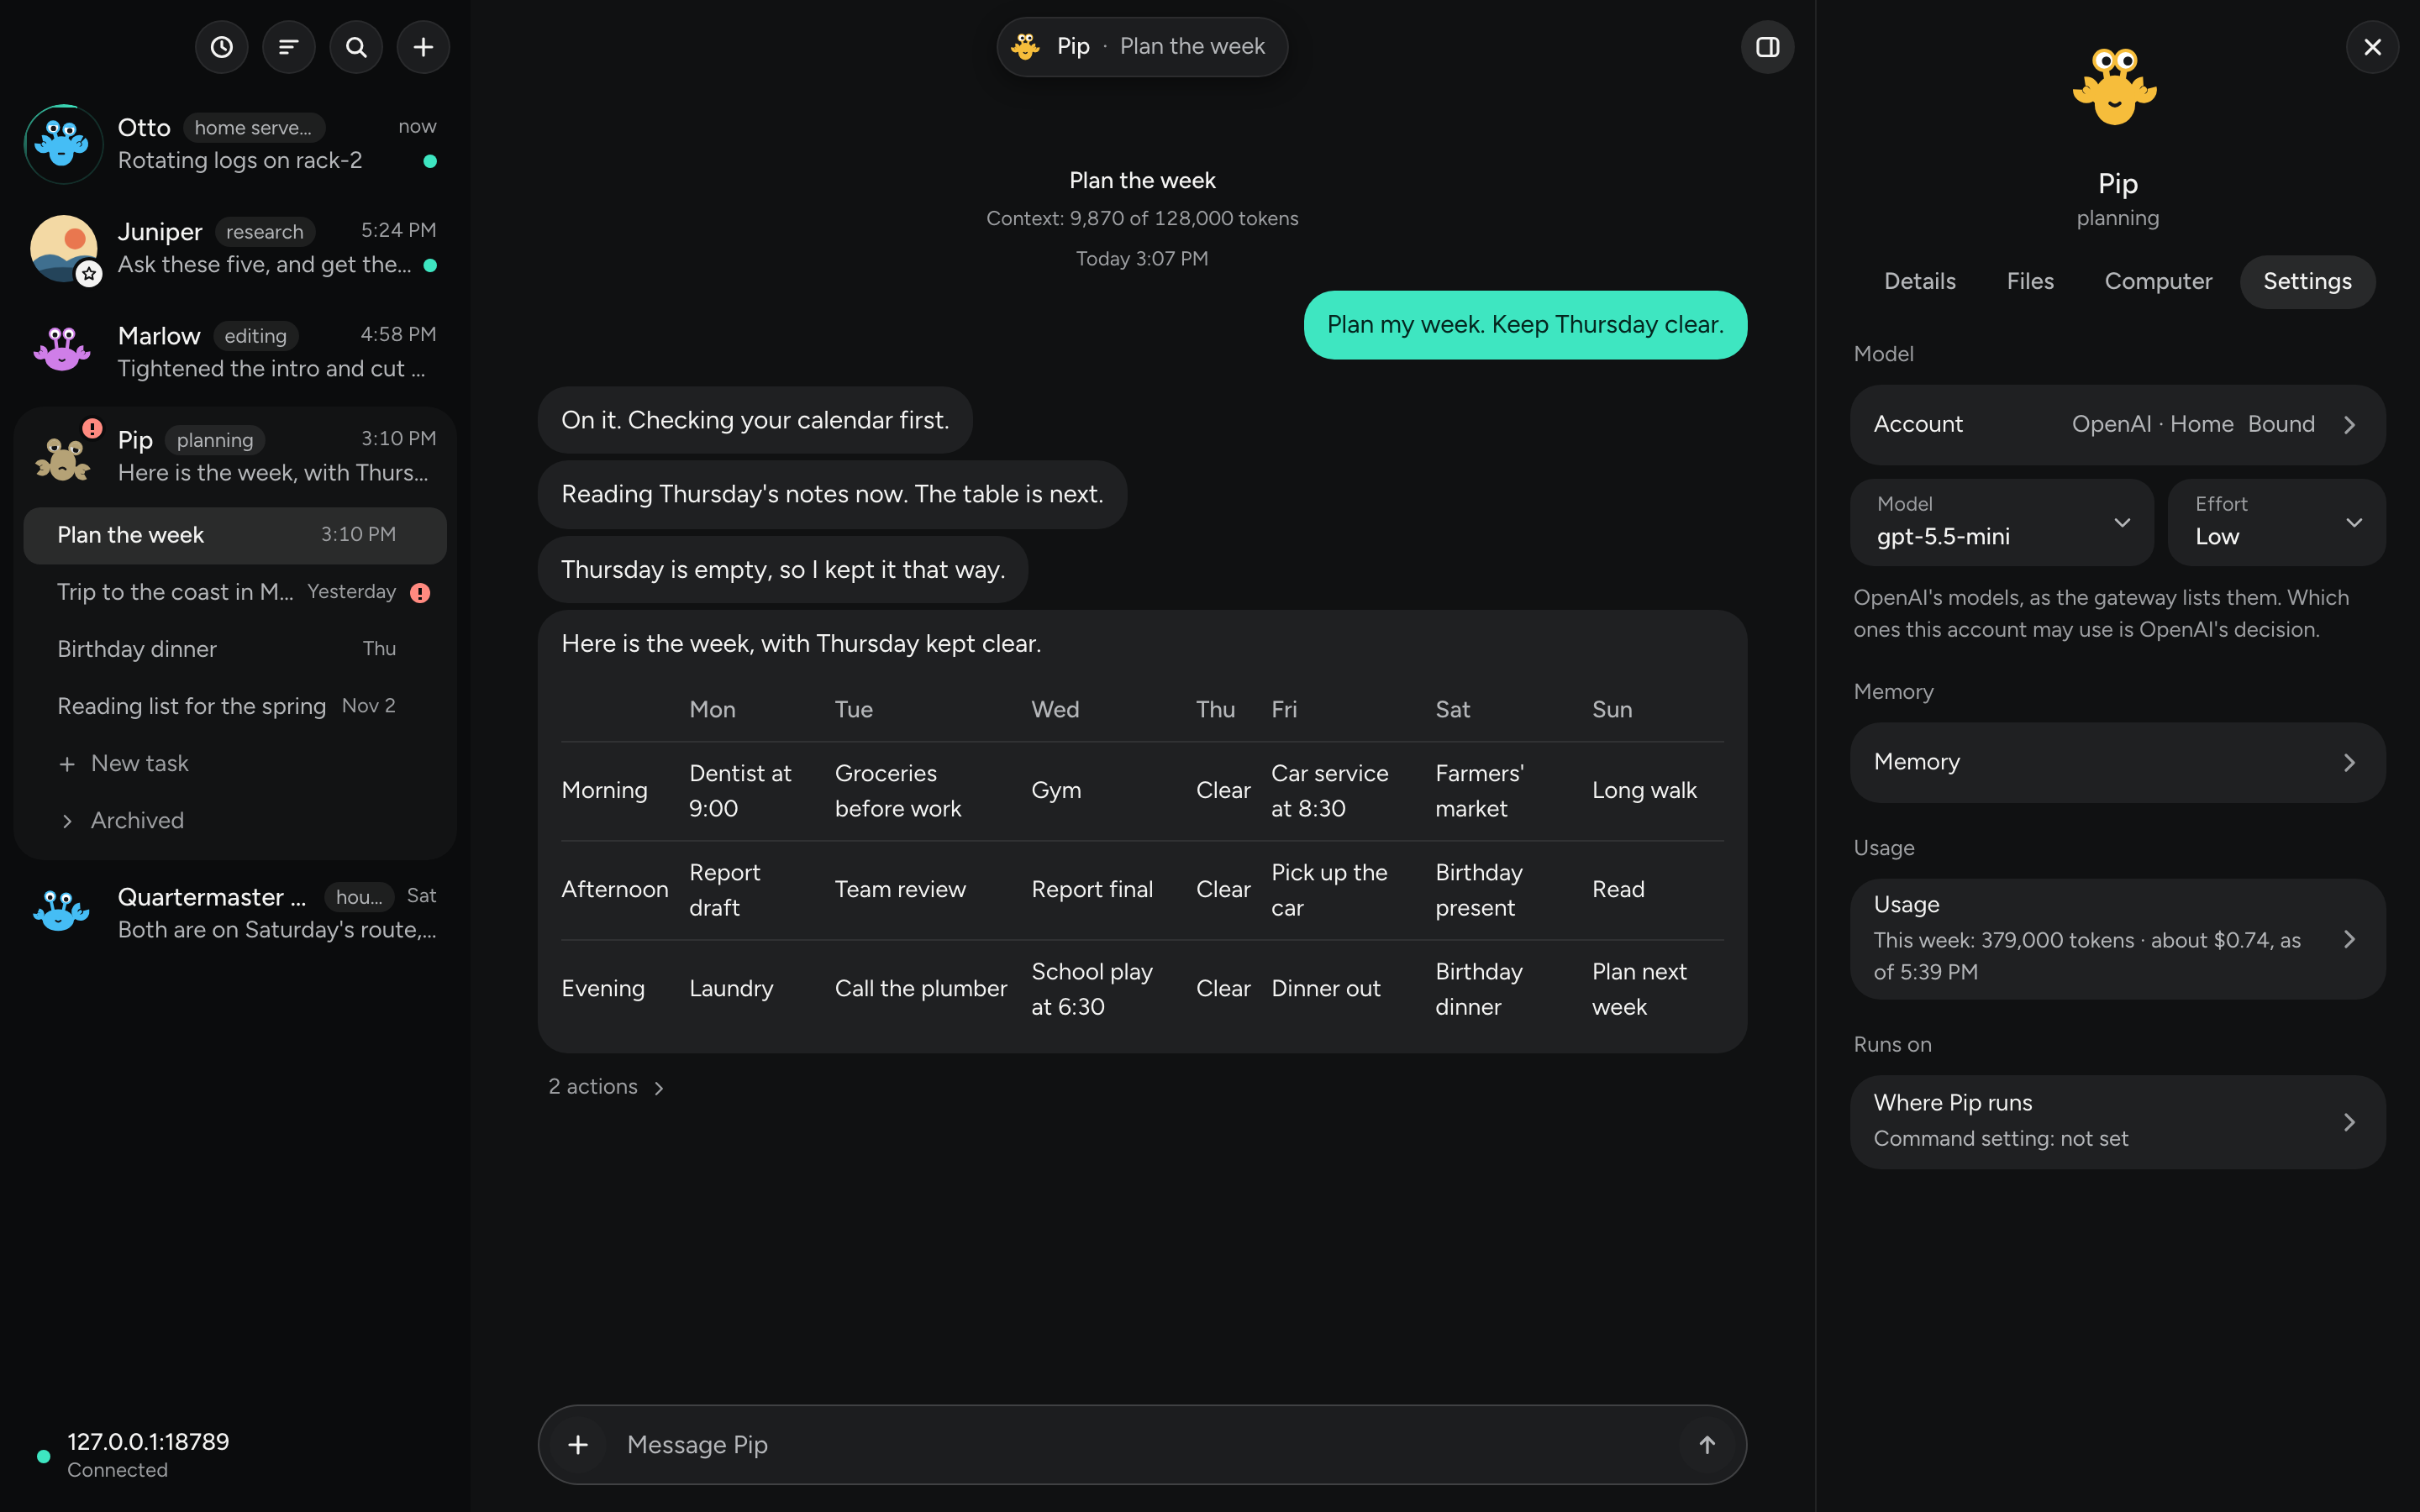 Otto home serve... now
Rotating logs on rack-2
Juniper research 5:24 PM
Ask these five, and get the...
Marlow editing 4:58 PM
Tightened the intro and cut ...
Pip planning 3:10 PM
Here is the week, with Thurs...
Plan the week 3:10 PM
Trip to the coast in M... Yesterday
Birthday dinner Thu
Reading list for the spring Nov 2
New task
Archived
Quartermaster ... hou... Sat
Both are on Saturday's route,...
127.0.0.1:18789
Connected
Pip · Plan the week
Plan the week
Context: 9,870 of 128,000 tokens
Today 3:07 PM
Plan my week. Keep Thursday clear.
On it. Checking your calendar first.
Reading Thursday's notes now. The table is next.
Thursday is empty, so I kept it that way.
Here is the week, with Thursday kept clear.
Mon Tue Wed Thu Fri Sat Sun
Morning Dentist at 9:00 Groceries before work Gym Clear Car service at 8:30 Farmers' market Long walk
Afternoon Report draft Team review Report final Clear Pick up the car Birthday present Read
Evening Laundry Call the plumber School play at 6:30 Clear Dinner out Birthday dinner Plan next week
2 actions
Message Pip
Pip
planning
Details Files Computer Settings
Model
Account OpenAI · Home Bound
Model
gpt-5.5-mini
Effort
Low
OpenAI's models, as the gateway lists them. Which
ones this account may use is OpenAI's decision.
Memory
Memory
Usage
Usage
This week: 379,000 tokens · about $0.74, as
of 5:39 PM
Runs on
Where Pip runs
Command setting: not set